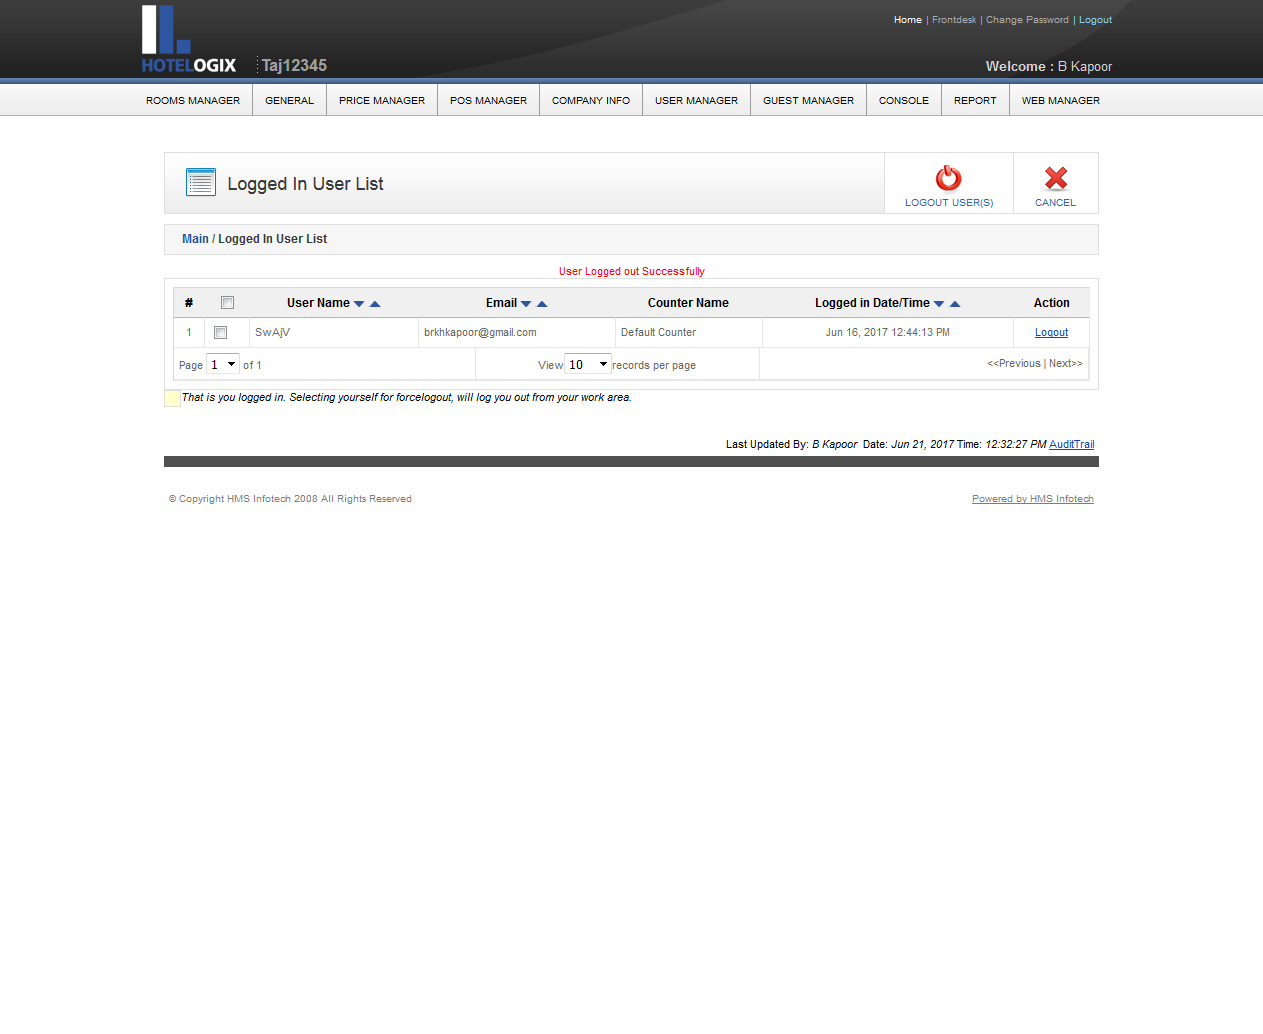 Home | Frontdesk | Change Password | Logout
HOTELOGIX Taj12345
Welcome : B Kapoor
ROOMS MANAGER GENERAL PRICE MANAGER POS MANAGER COMPANY INFO USER MANAGER GUEST MANAGER CONSOLE REPORT WEB MANAGER
Logged In User List
LOGOUT USER(S) CANCEL
Main / Logged In User List
User Logged out Successfully
# User Name Email Counter Name Logged in Date/Time Action
1 SwAjV brkhkapoor@gmail.com Default Counter Jun 16, 2017 12:44:13 PM Logout
Page 1 of 1 View 10 records per page <<Previous | Next>>
That is you logged in. Selecting yourself for forcelogout, will log you out from your work area.
Last Updated By: B Kapoor Date: Jun 21, 2017 Time: 12:32:27 PM AuditTrail
© Copyright HMS Infotech 2008 All Rights Reserved Powered by HMS Infotech